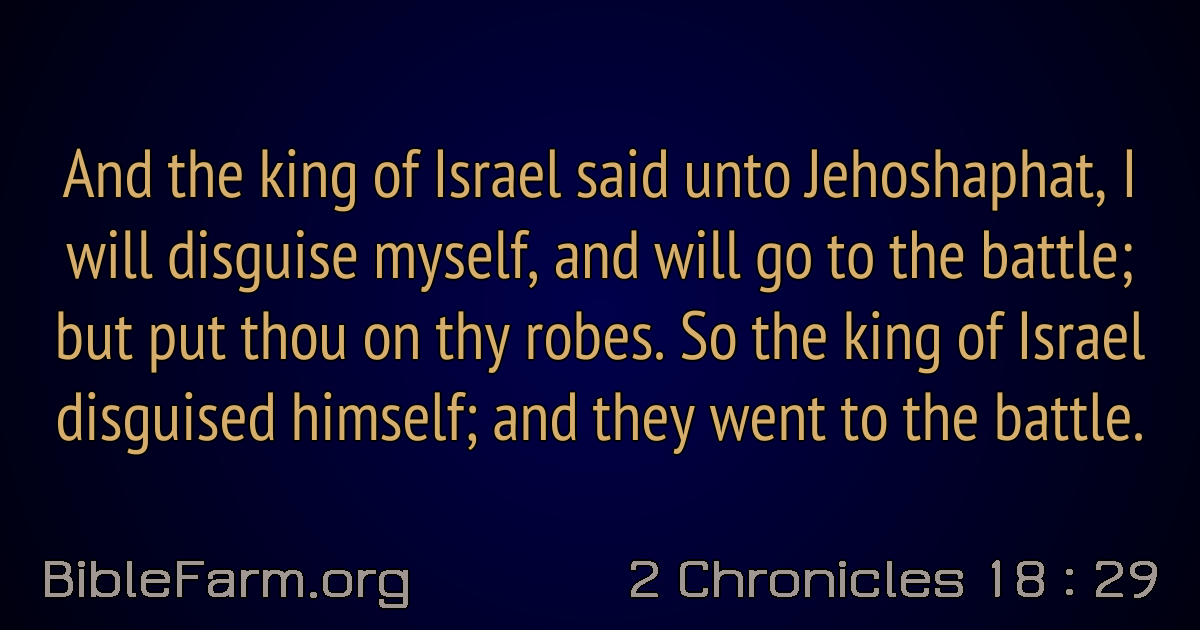 And the king of Israel said unto Jehoshaphat, I
will disguise myself, and will go to the battle;
but put thou on thy robes. So the king of Israel
disguised himself; and they went to the battle.
BibleFarm.org
2 Chronicles 18 : 29